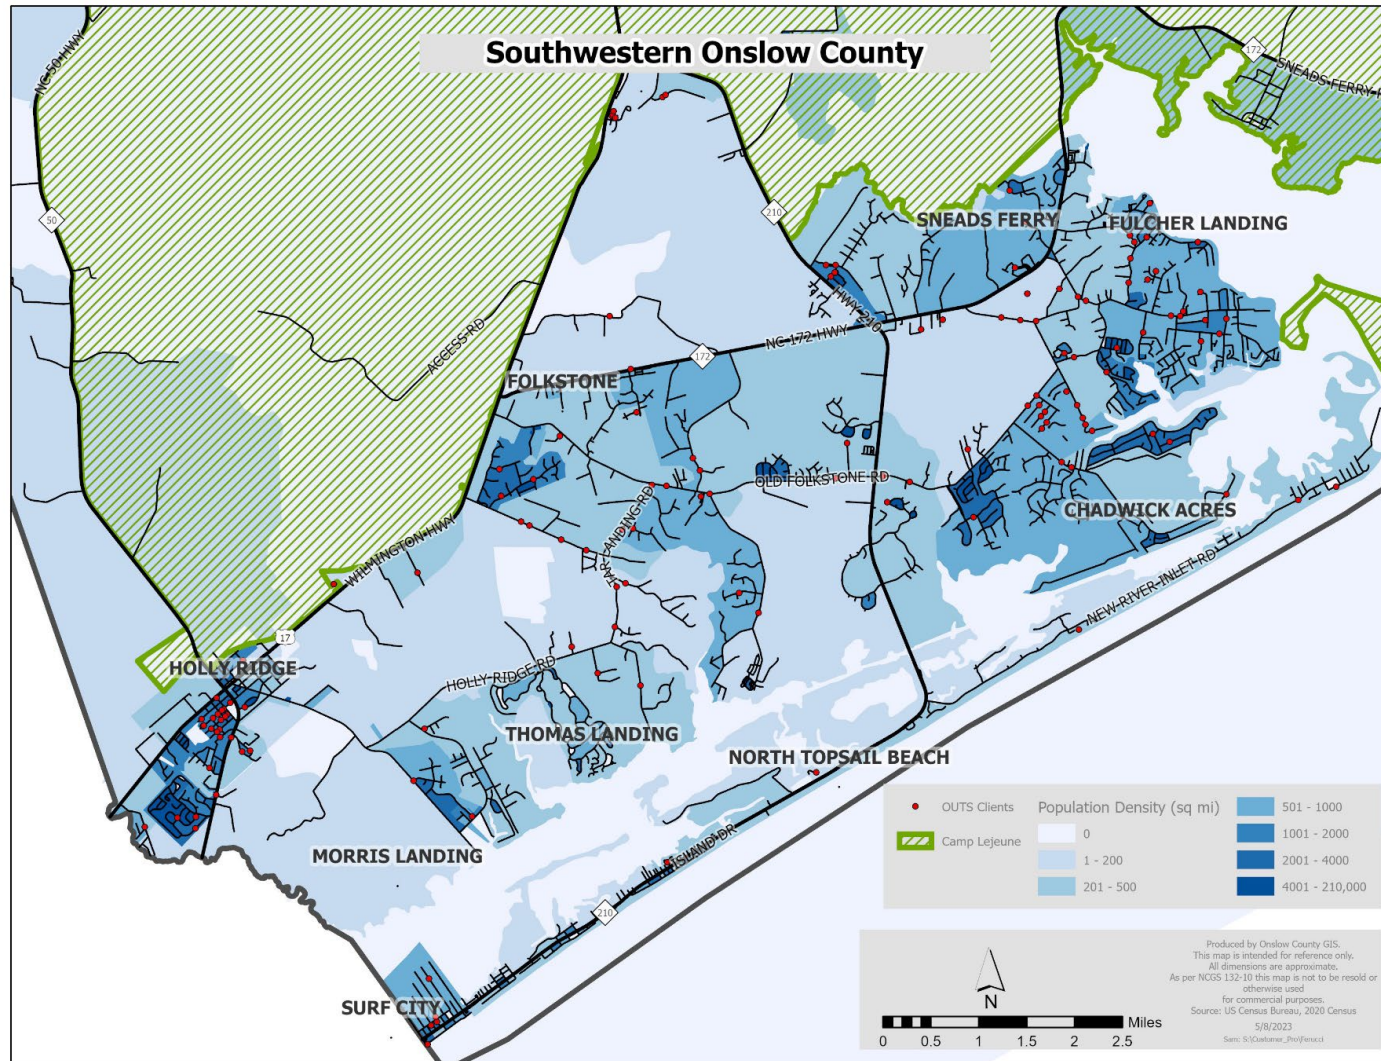 Southwestern Onslow County
NC 50 HWY
172
SNEADS FERRY R
50
210
SNEADS FERRY
FULCHER LANDING
ACCESS RD
HWY 210
NC 172 HWY
172
FOLKSTONE
OLD FOLKSTONE RD
TAR LANDING RD
CHADWICK ACRES
WILMINGTON HWY
NEW RIVER INLET RD
17
HOLLY RIDGE
HOLLY RIDGE RD
THOMAS LANDING
NORTH TOPSAIL BEACH
MORRIS LANDING
ISLAND DR
210
SURF CITY
OUTS Clients
Camp Lejeune
Population Density (sq mi)
0
1 - 200
201 - 500
501 - 1000
1001 - 2000
2001 - 4000
4001 - 210,000
N
Miles
0 0.5 1 1.5 2 2.5
Produced by Onslow County GIS.
This map is intended for reference only.
All dimensions are approximate.
As per NCGS 132-10 this map is not to be resold or
otherwise used
for commercial purposes.
Source: US Census Bureau, 2020 Census
5/8/2023